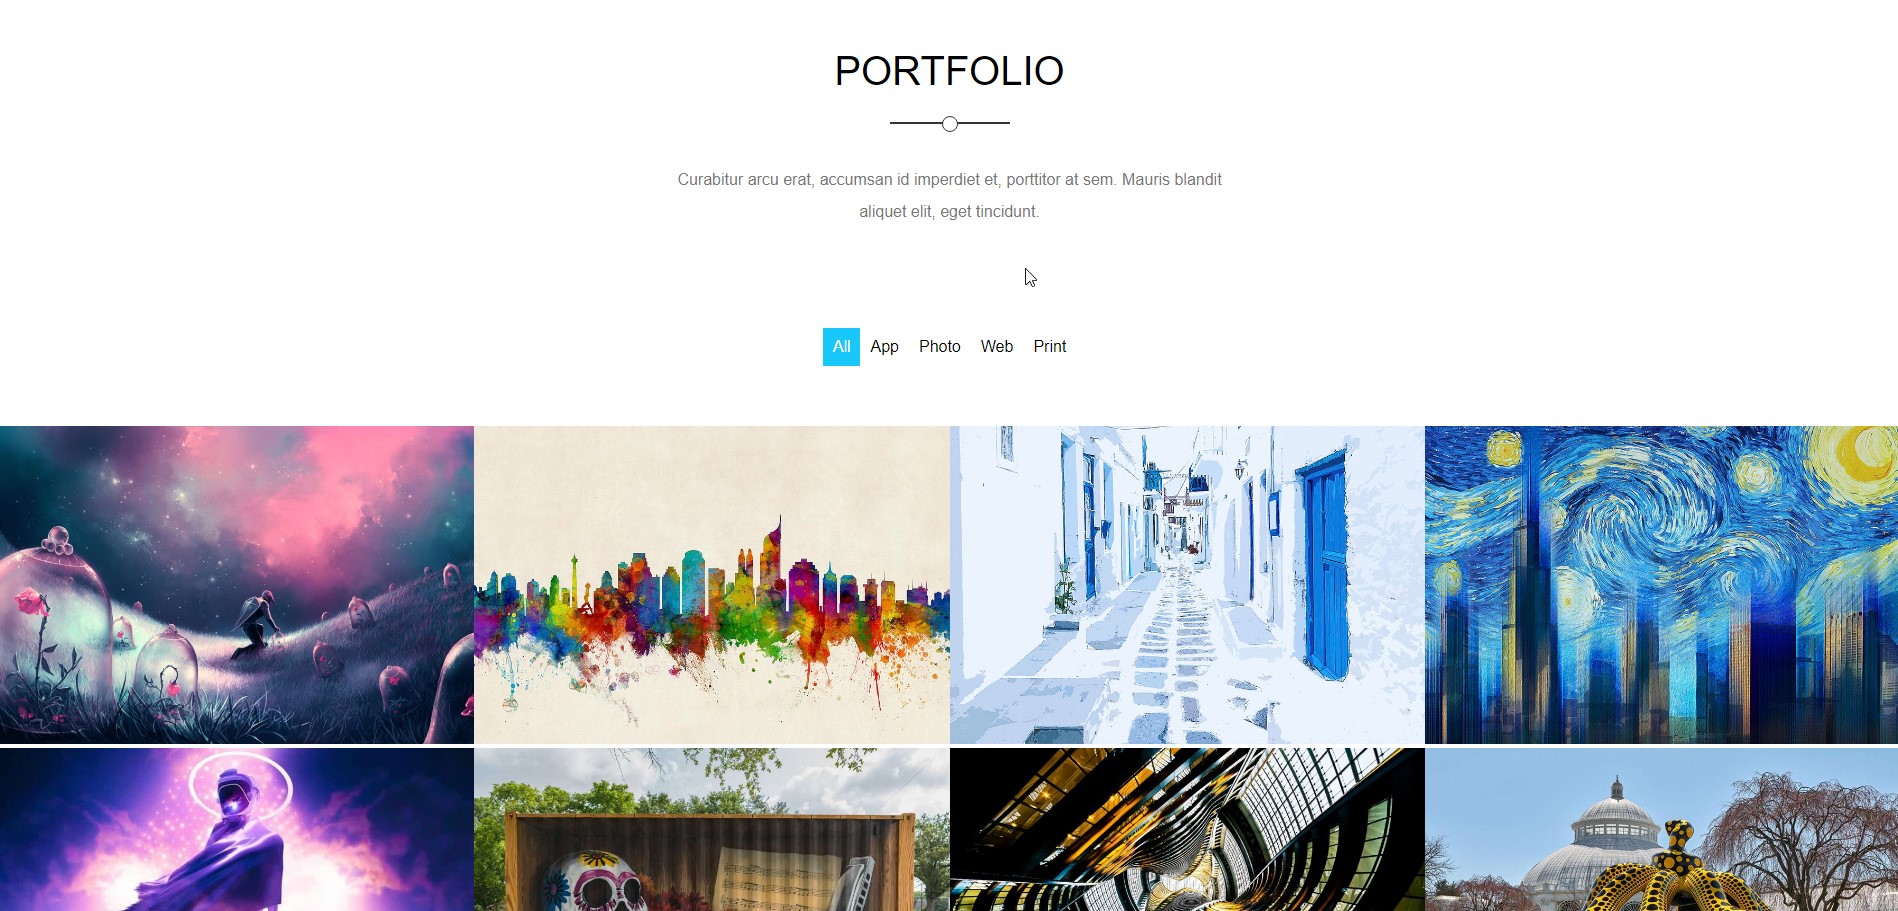 PORTFOLIO
Curabitur arcu erat, accumsan id imperdiet et, porttitor at sem. Mauris blandit
aliquet elit, eget tincidunt.
All App Photo Web Print